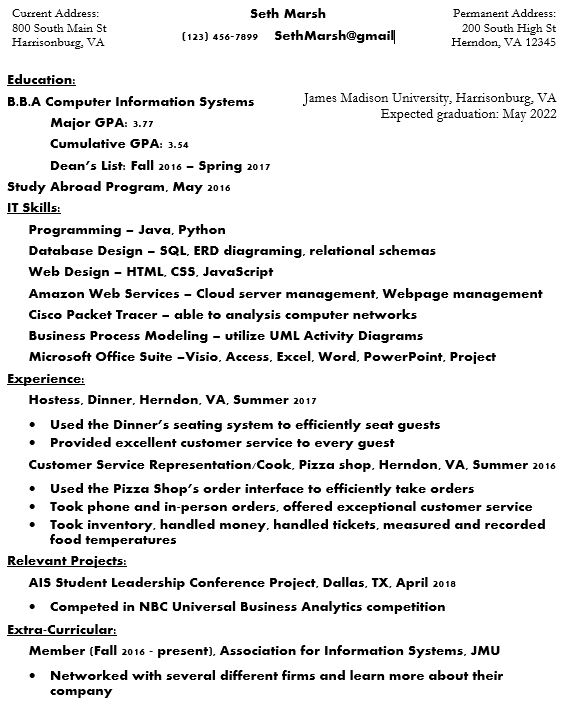 Current Address:
800 South Main St
Harrisonburg, VA
Seth Marsh
(123) 456-7899 SethMarsh@gmail
Permanent Address:
200 South High St
Herndon, VA 12345
Education:
B.B.A Computer Information Systems
James Madison University, Harrisonburg, VA
Major GPA: 3.77
Expected graduation: May 2022
Cumulative GPA: 3.54
Dean’s List: Fall 2016 – Spring 2017
Study Abroad Program, May 2016
IT Skills:
Programming – Java, Python
Database Design – SQL, ERD diagraming, relational schemas
Web Design – HTML, CSS, JavaScript
Amazon Web Services – Cloud server management, Webpage management
Cisco Packet Tracer – able to analysis computer networks
Business Process Modeling – utilize UML Activity Diagrams
Microsoft Office Suite –Visio, Access, Excel, Word, PowerPoint, Project
Experience:
Hostess, Dinner, Herndon, VA, Summer 2017
• Used the Dinner’s seating system to efficiently seat guests
• Provided excellent customer service to every guest
Customer Service Representation/Cook, Pizza shop, Herndon, VA, Summer 2016
• Used the Pizza Shop’s order interface to efficiently take orders
• Took phone and in-person orders, offered exceptional customer service
• Took inventory, handled money, handled tickets, measured and recorded
food temperatures
Relevant Projects:
AIS Student Leadership Conference Project, Dallas, TX, April 2018
• Competed in NBC Universal Business Analytics competition
Extra-Curricular:
Member (Fall 2016 - present), Association for Information Systems, JMU
• Networked with several different firms and learn more about their
company